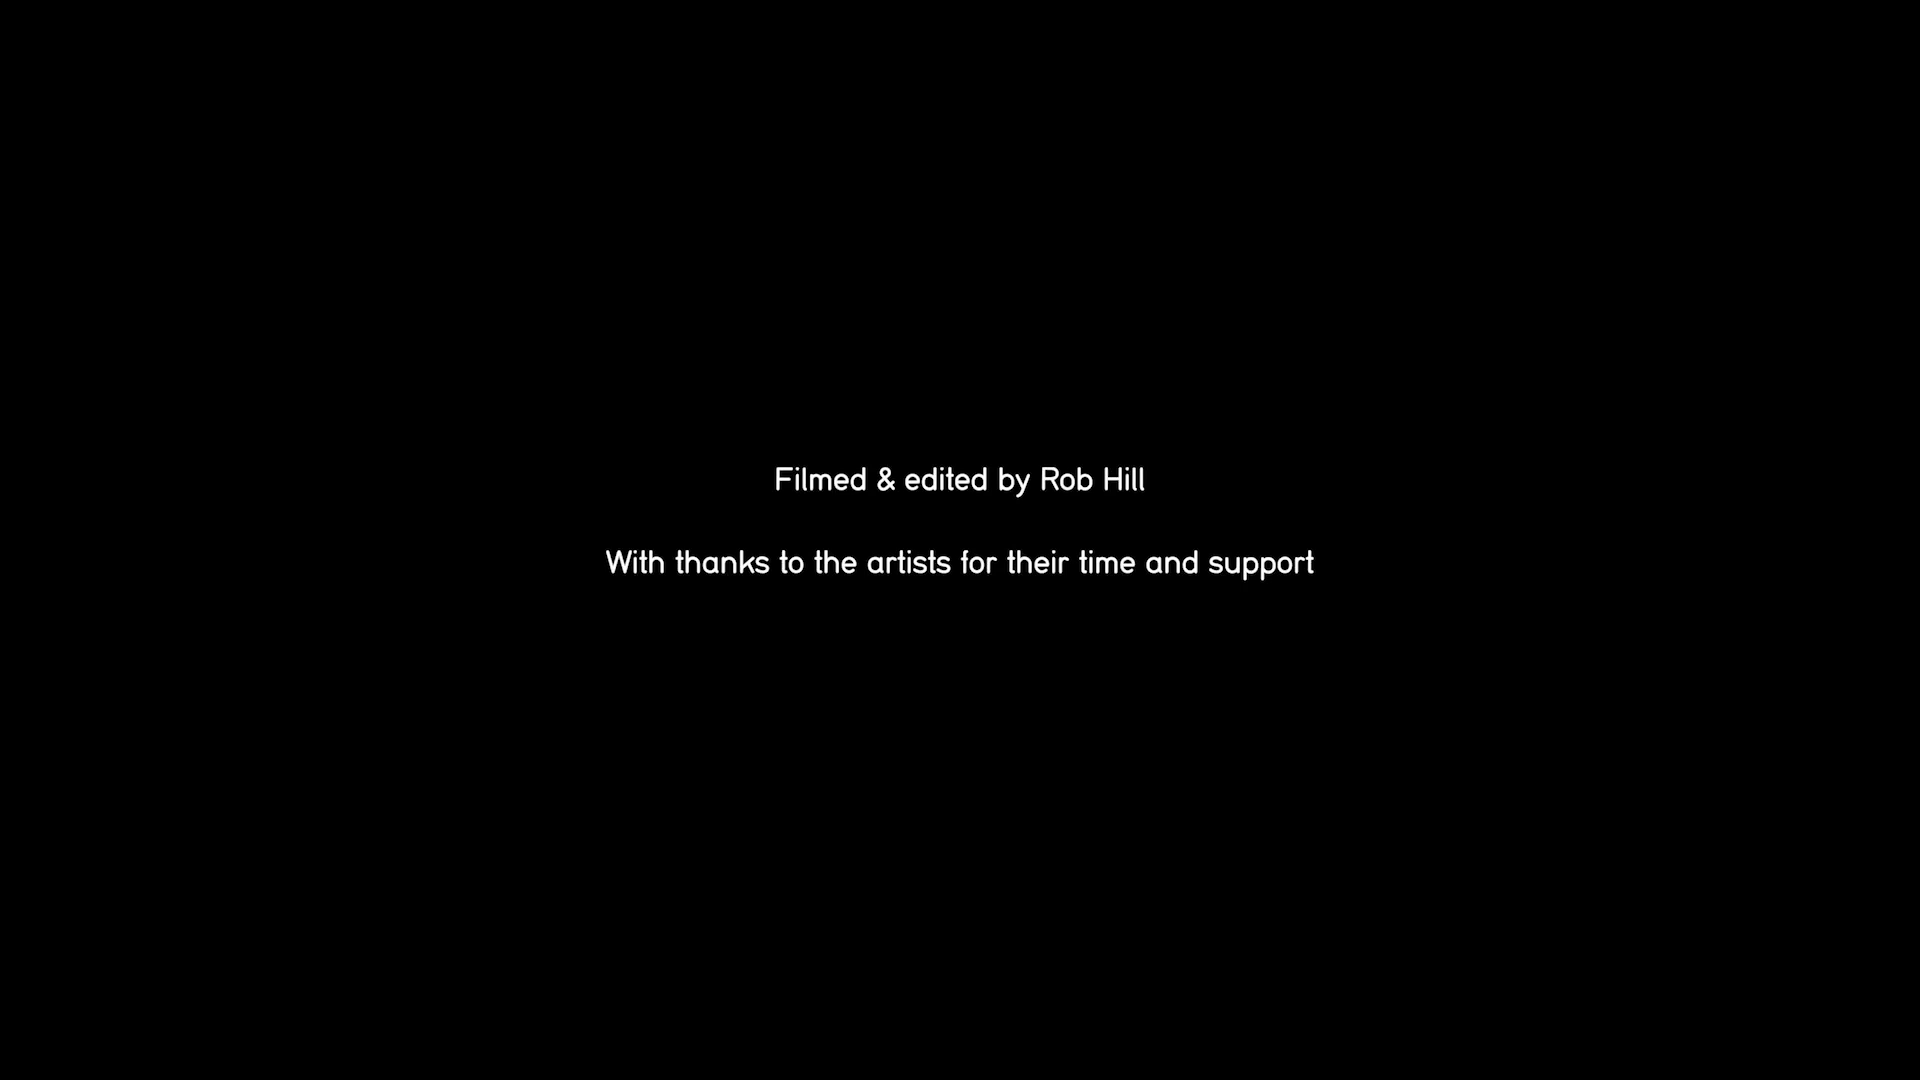 Filmed & edited by Rob Hill
With thanks to the artists for their time and support